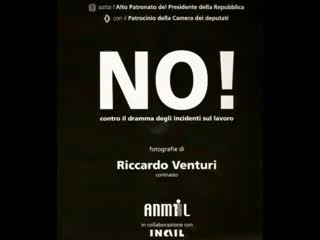 sotto l'Alto Patronato del Presidente della Repubblica
con il Patrocinio della Camera dei deputati
NO!
contro il dramma degli incidenti sul lavoro
fotografie di
Riccardo Venturi
contrasto
ANMIL
in collaborazione con
INAIL